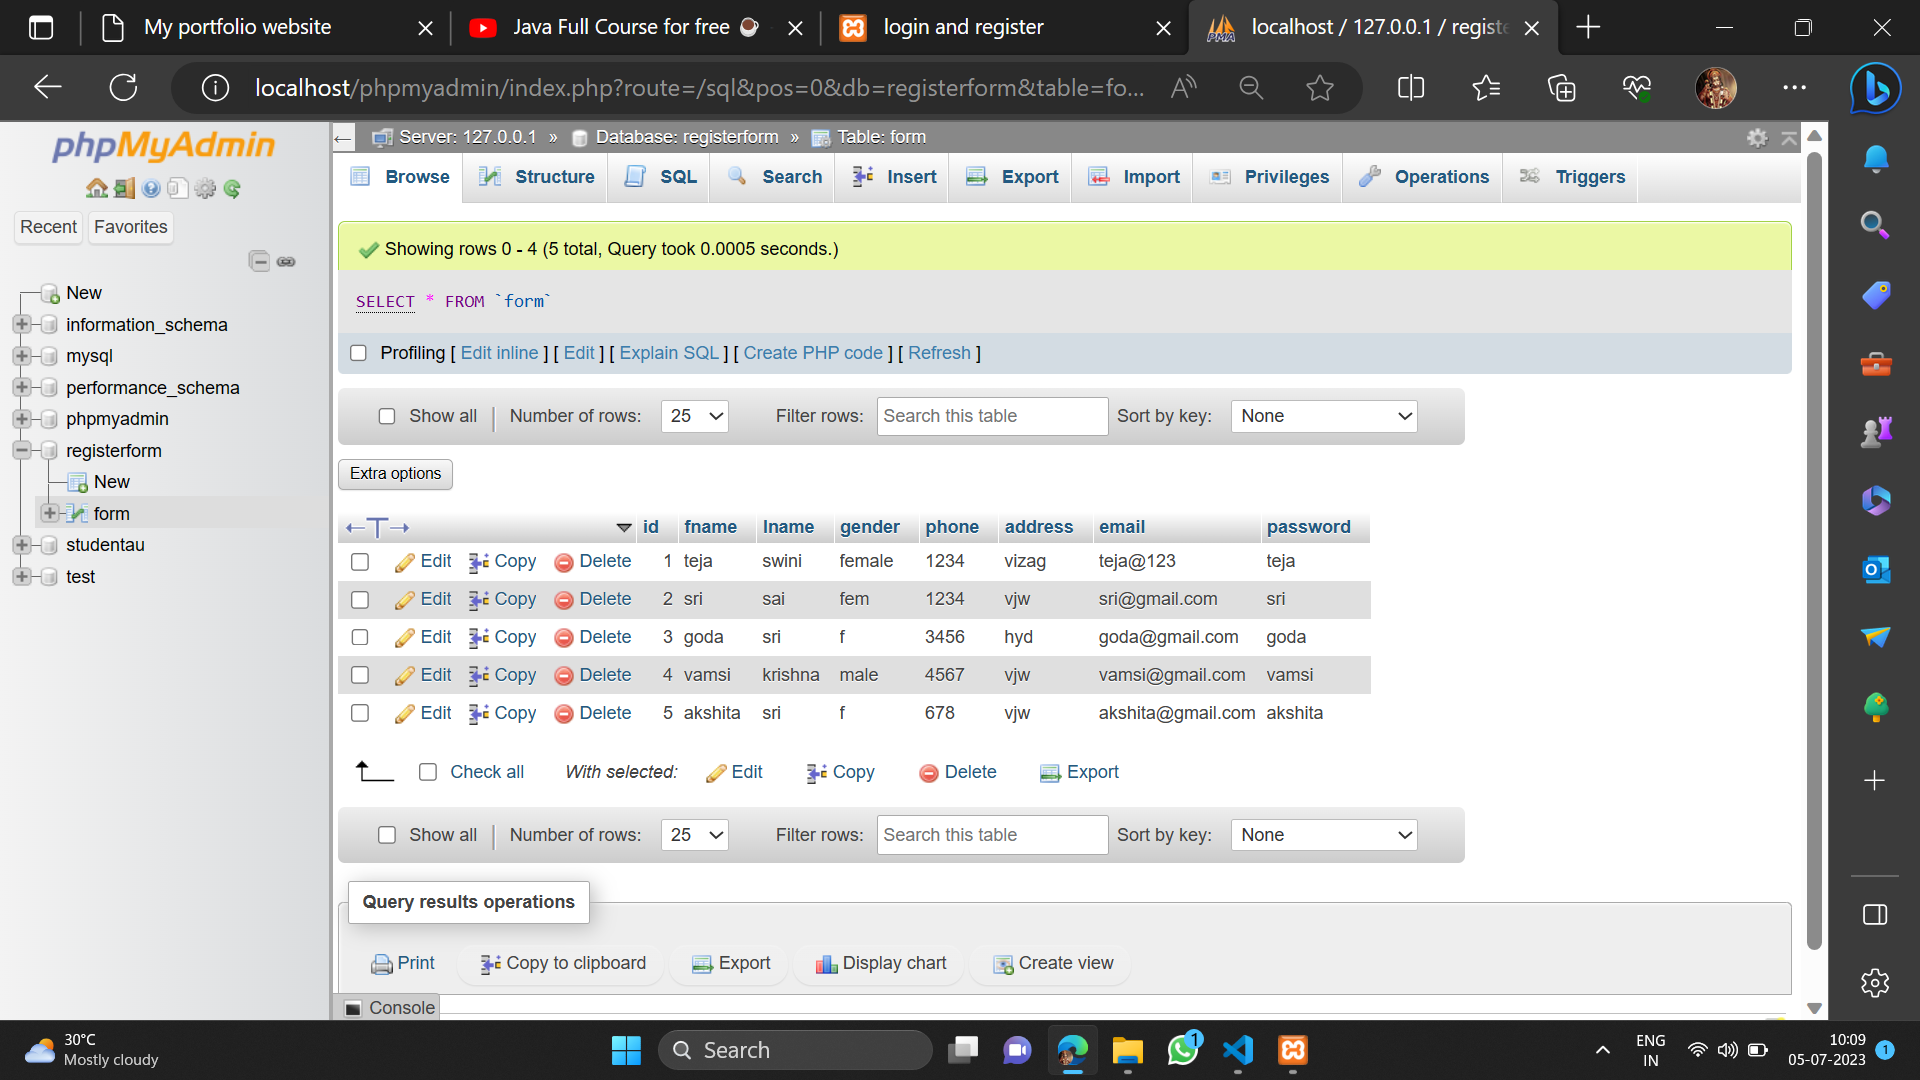 My portfolio website
Java Full Course for free
login and register
localhost / 127.0.0.1 / registe
localhost/phpmyadmin/index.php?route=/sql&pos=0&db=registerform&table=fo...
phpMyAdmin
Recent Favorites
New
information_schema
mysql
performance_schema
phpmyadmin
registerform
New
form
studentau
test
Server: 127.0.0.1 » Database: registerform » Table: form
Browse Structure SQL Search Insert Export Import Privileges Operations Triggers
Showing rows 0 - 4 (5 total, Query took 0.0005 seconds.)
SELECT * FROM `form`
Profiling [ Edit inline ] [ Edit ] [ Explain SQL ] [ Create PHP code ] [ Refresh ]
Show all | Number of rows: 25 Filter rows: Search this table Sort by key: None
Extra options
←T→ id fname lname gender phone address email password
Edit Copy Delete 1 teja swini female 1234 vizag teja@123 teja
Edit Copy Delete 2 sri sai fem 1234 vjw sri@gmail.com sri
Edit Copy Delete 3 goda sri f 3456 hyd goda@gmail.com goda
Edit Copy Delete 4 vamsi krishna male 4567 vjw vamsi@gmail.com vamsi
Edit Copy Delete 5 akshita sri f 678 vjw akshita@gmail.com akshita
Check all With selected: Edit Copy Delete Export
Show all | Number of rows: 25 Filter rows: Search this table Sort by key: None
Query results operations
Print Copy to clipboard Export Display chart Create view
Console
30°C
Mostly cloudy
Search
1
ENG
IN
10:09
05-07-2023
1